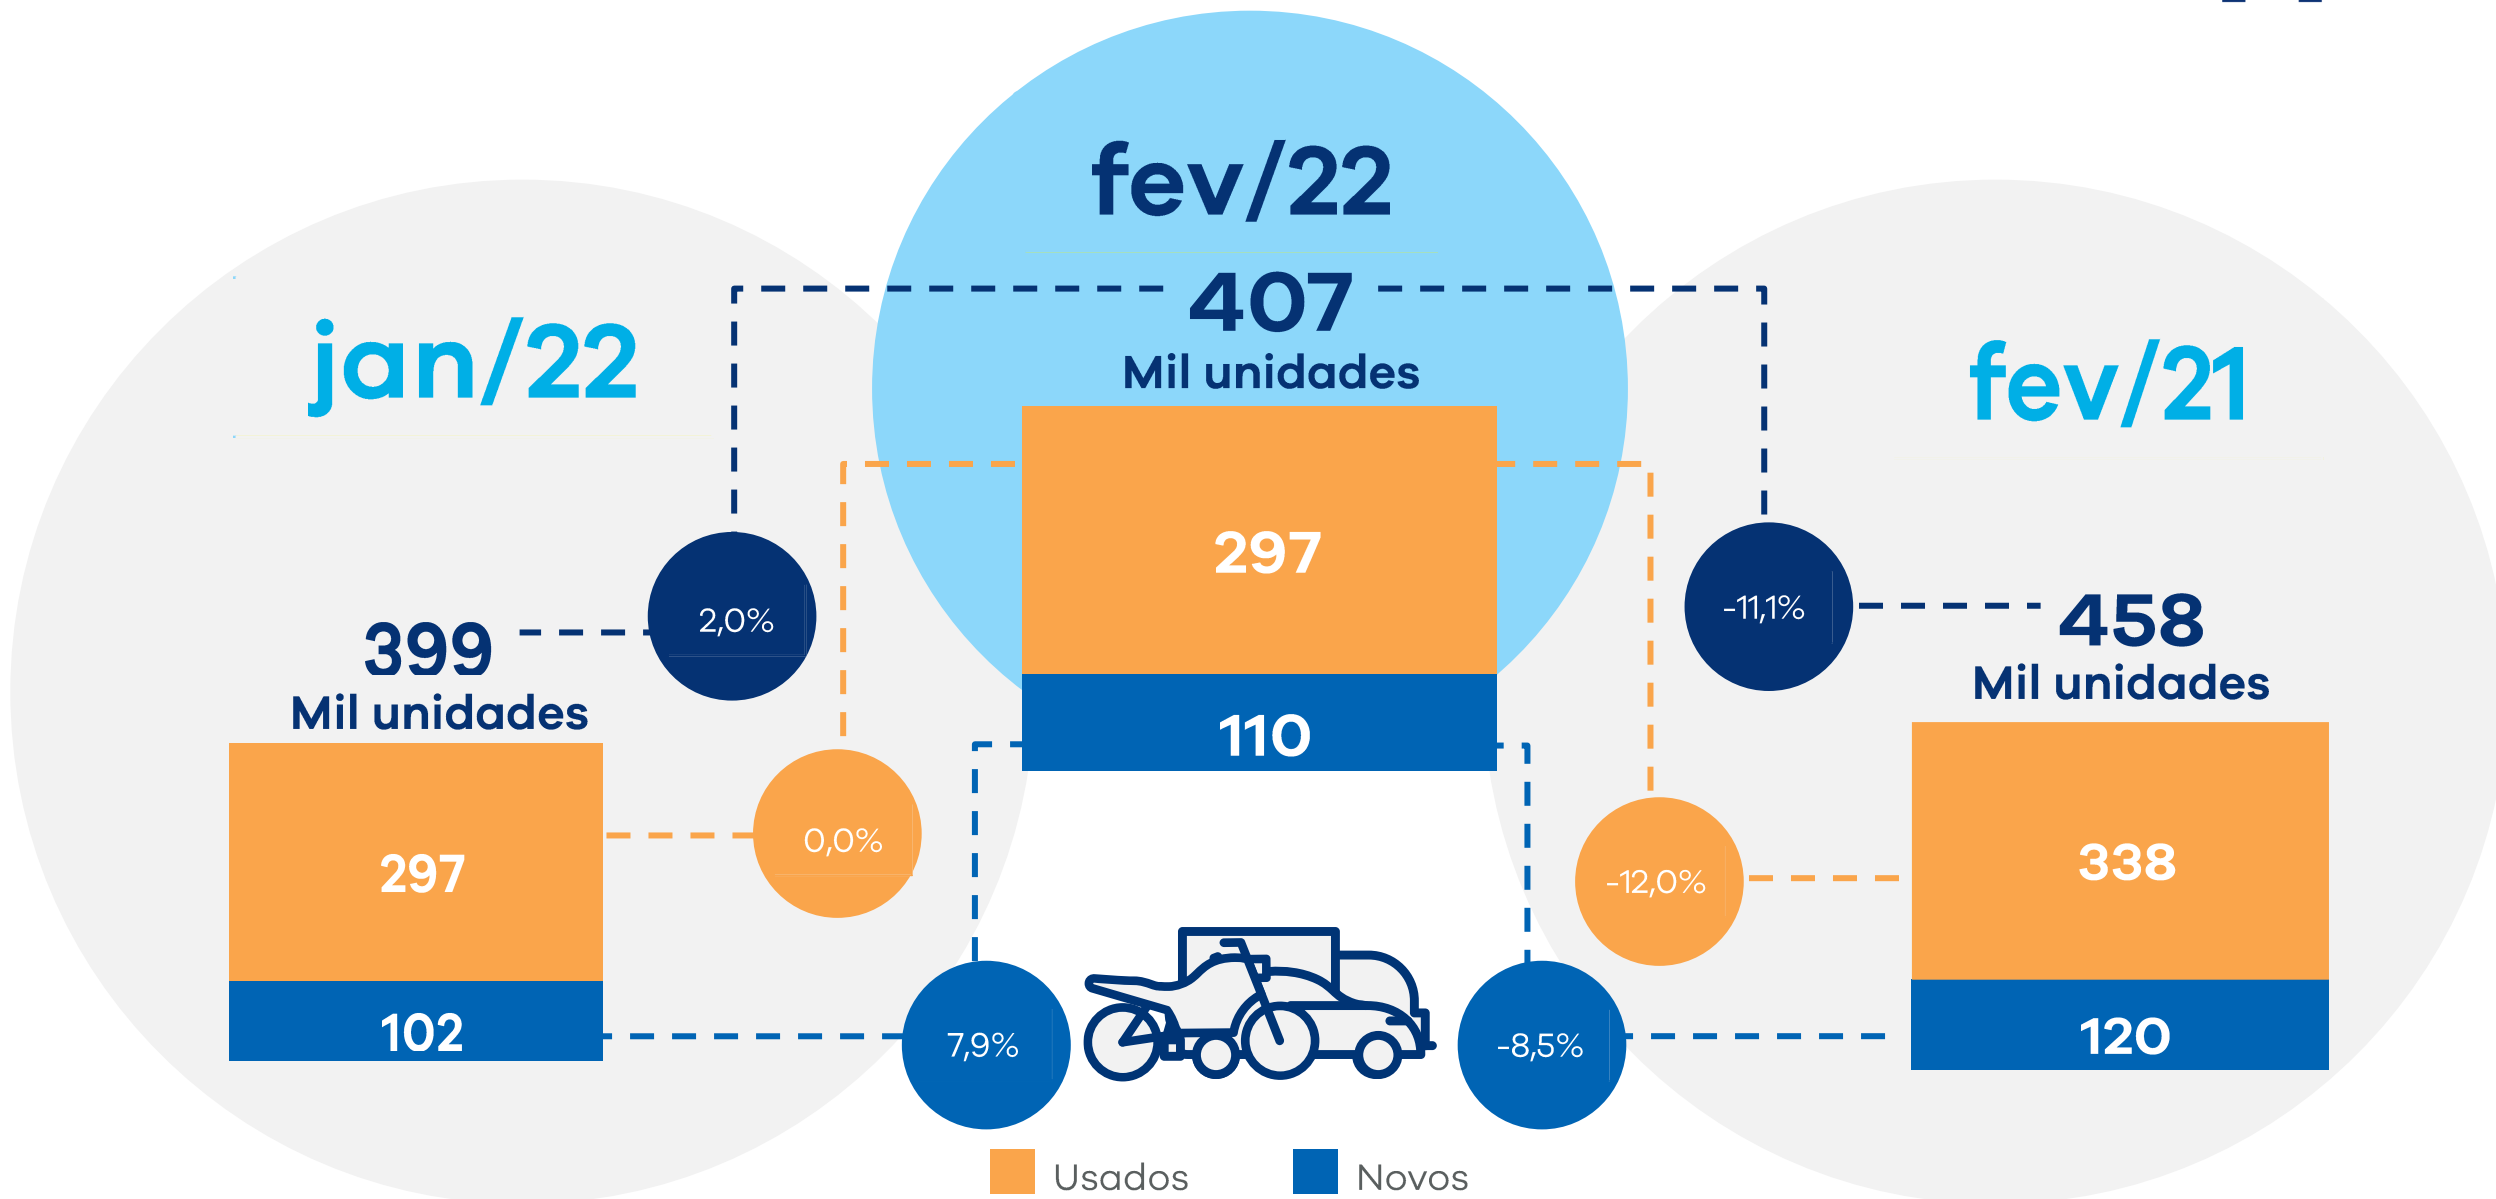 fev/22
407
Mil unidades
297
110
jan/22
399
Mil unidades
297
102
fev/21
458
Mil unidades
338
120
2,0%
0,0%
7,9%
-11,1%
-12,0%
-8,5%
Usados
Novos